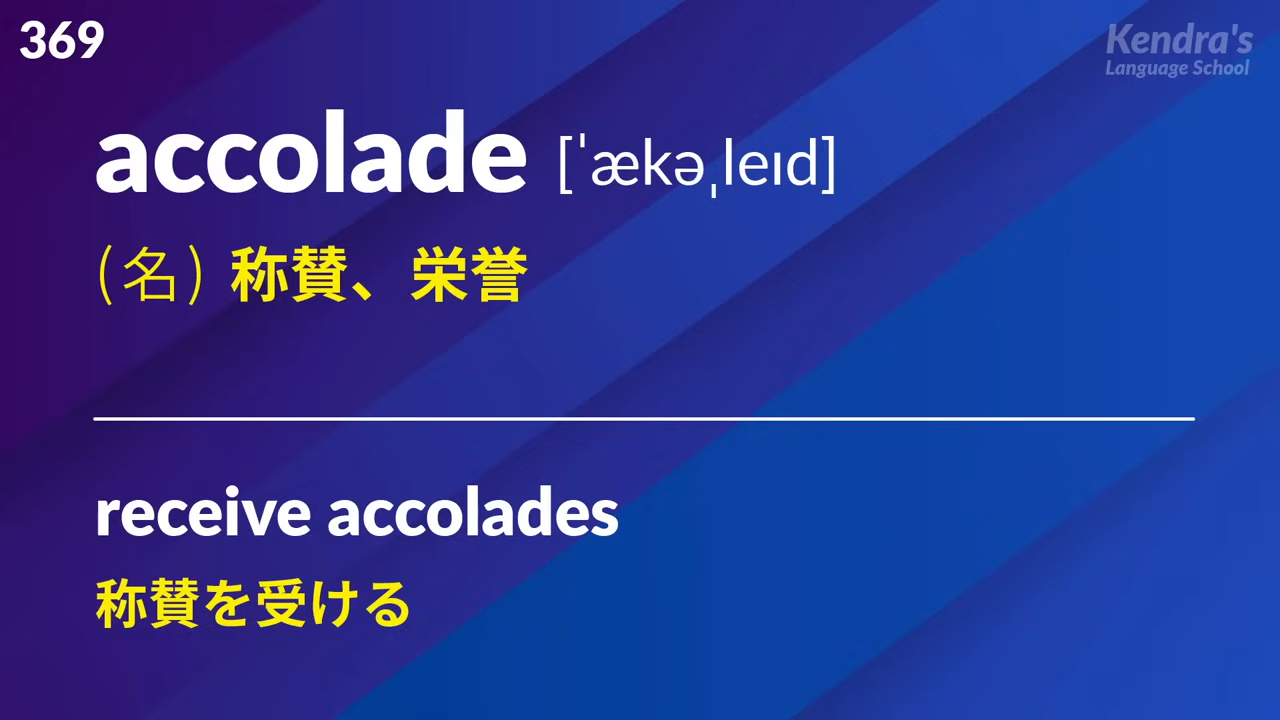 369
Kendra's
Language School
accolade [ˈækəˌleɪd]
(名) 称賛、栄誉
receive accolades
称賛を受ける